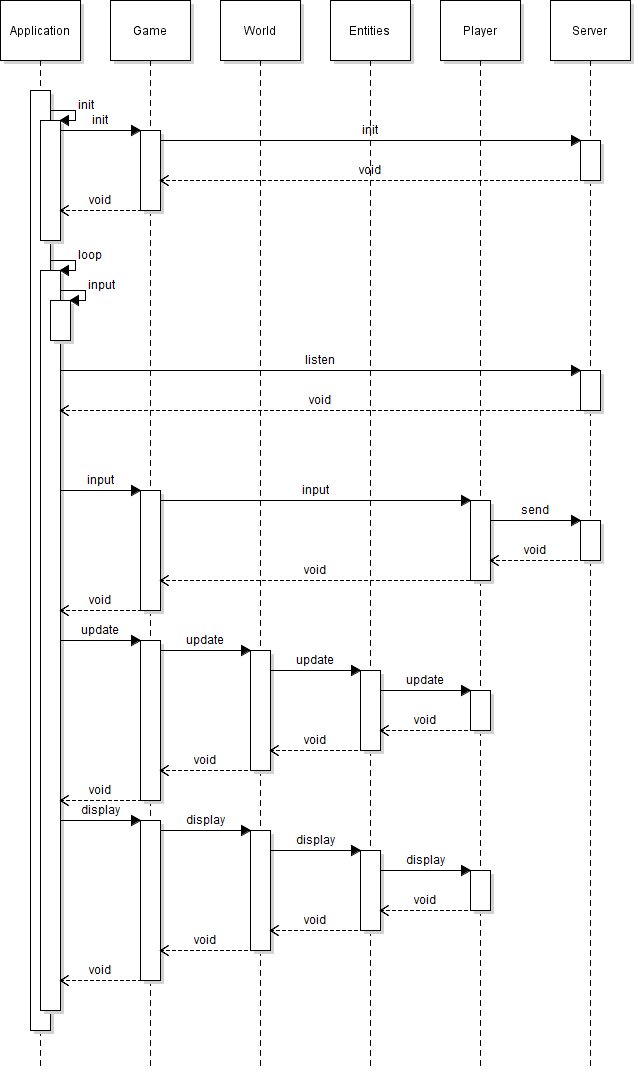 Application Game World Entities Player Server
init
init
init
void
void
loop
input
listen
void
input
input
send
void
void
void
update
update
update
update
void
void
void
void
display
display
display
display
void
void
void
void